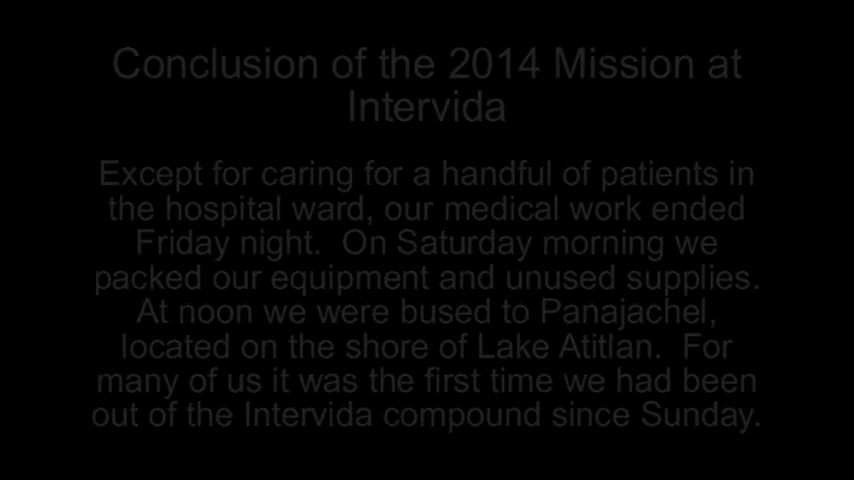 Conclusion of the 2014 Mission at
Intervida
Except for caring for a handful of patients in
the hospital ward, our medical work ended
Friday night.  On Saturday morning we
packed our equipment and unused supplies.
At noon we were bused to Panajachel,
located on the shore of Lake Atitlan.  For
many of us it was the first time we had been
out of the Intervida compound since Sunday.